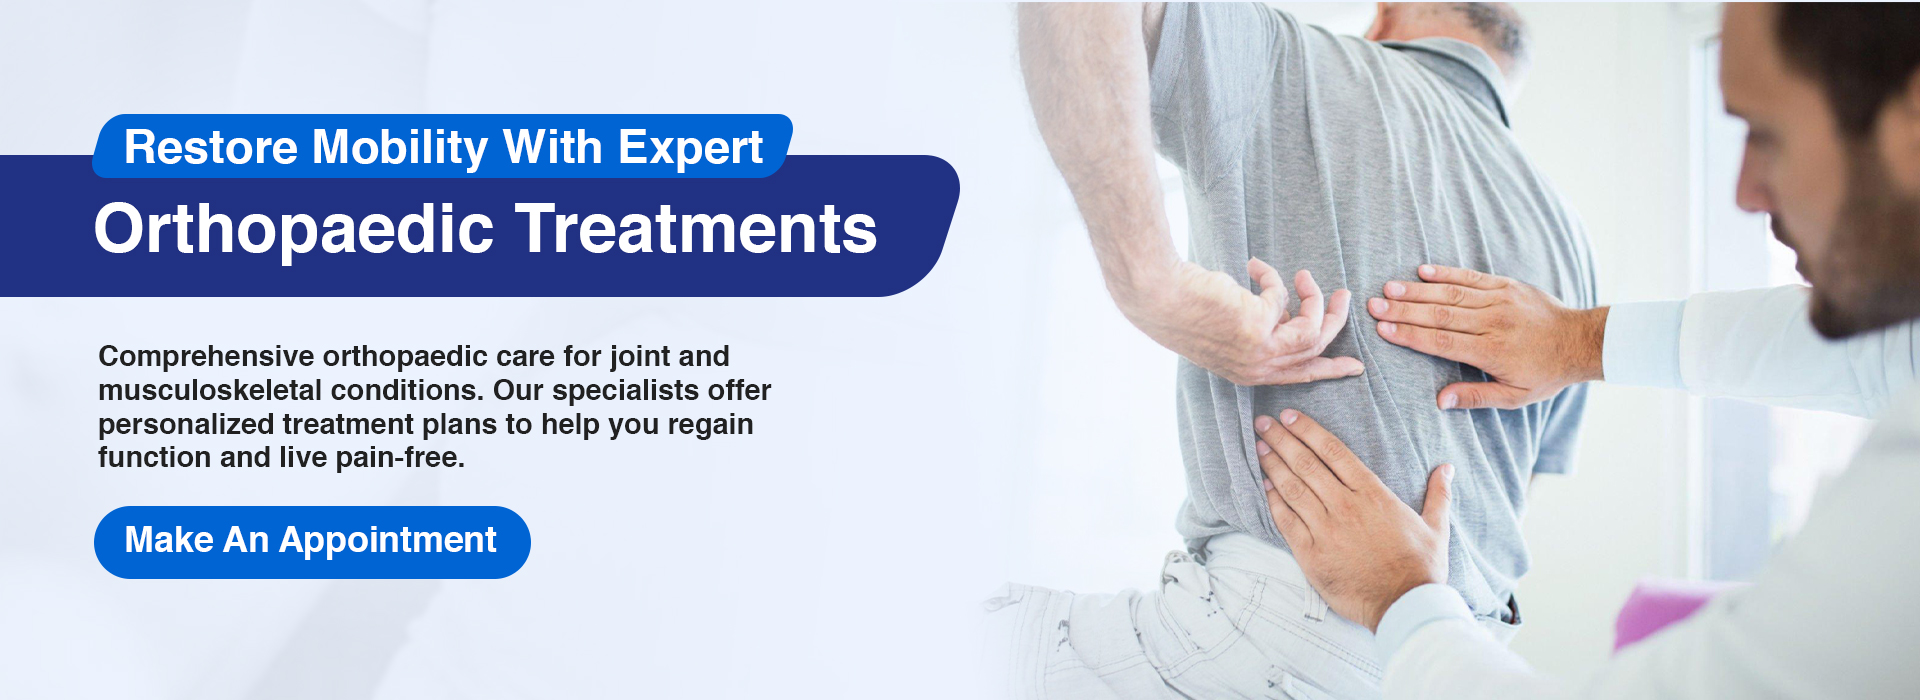 Restore Mobility With Expert
Orthopaedic Treatments
Comprehensive orthopaedic care for joint and
musculoskeletal conditions. Our specialists offer
personalized treatment plans to help you regain
function and live pain-free.
Make An Appointment